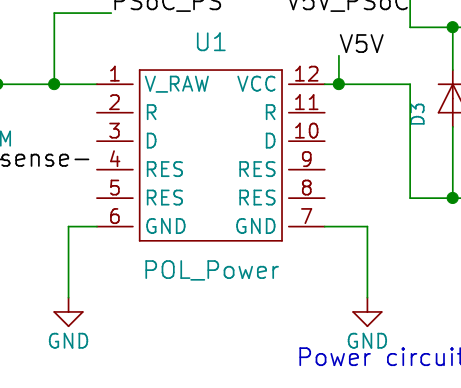 PSoC_PS
V5V_PSoC
U1
V5V
1 V_RAW VCC 12
2 R R 11
3 D D 10
4 RES RES 9
5 RES RES 8
6 GND GND 7
D3
M
sense-
POL_Power
GND
GND
Power circuit